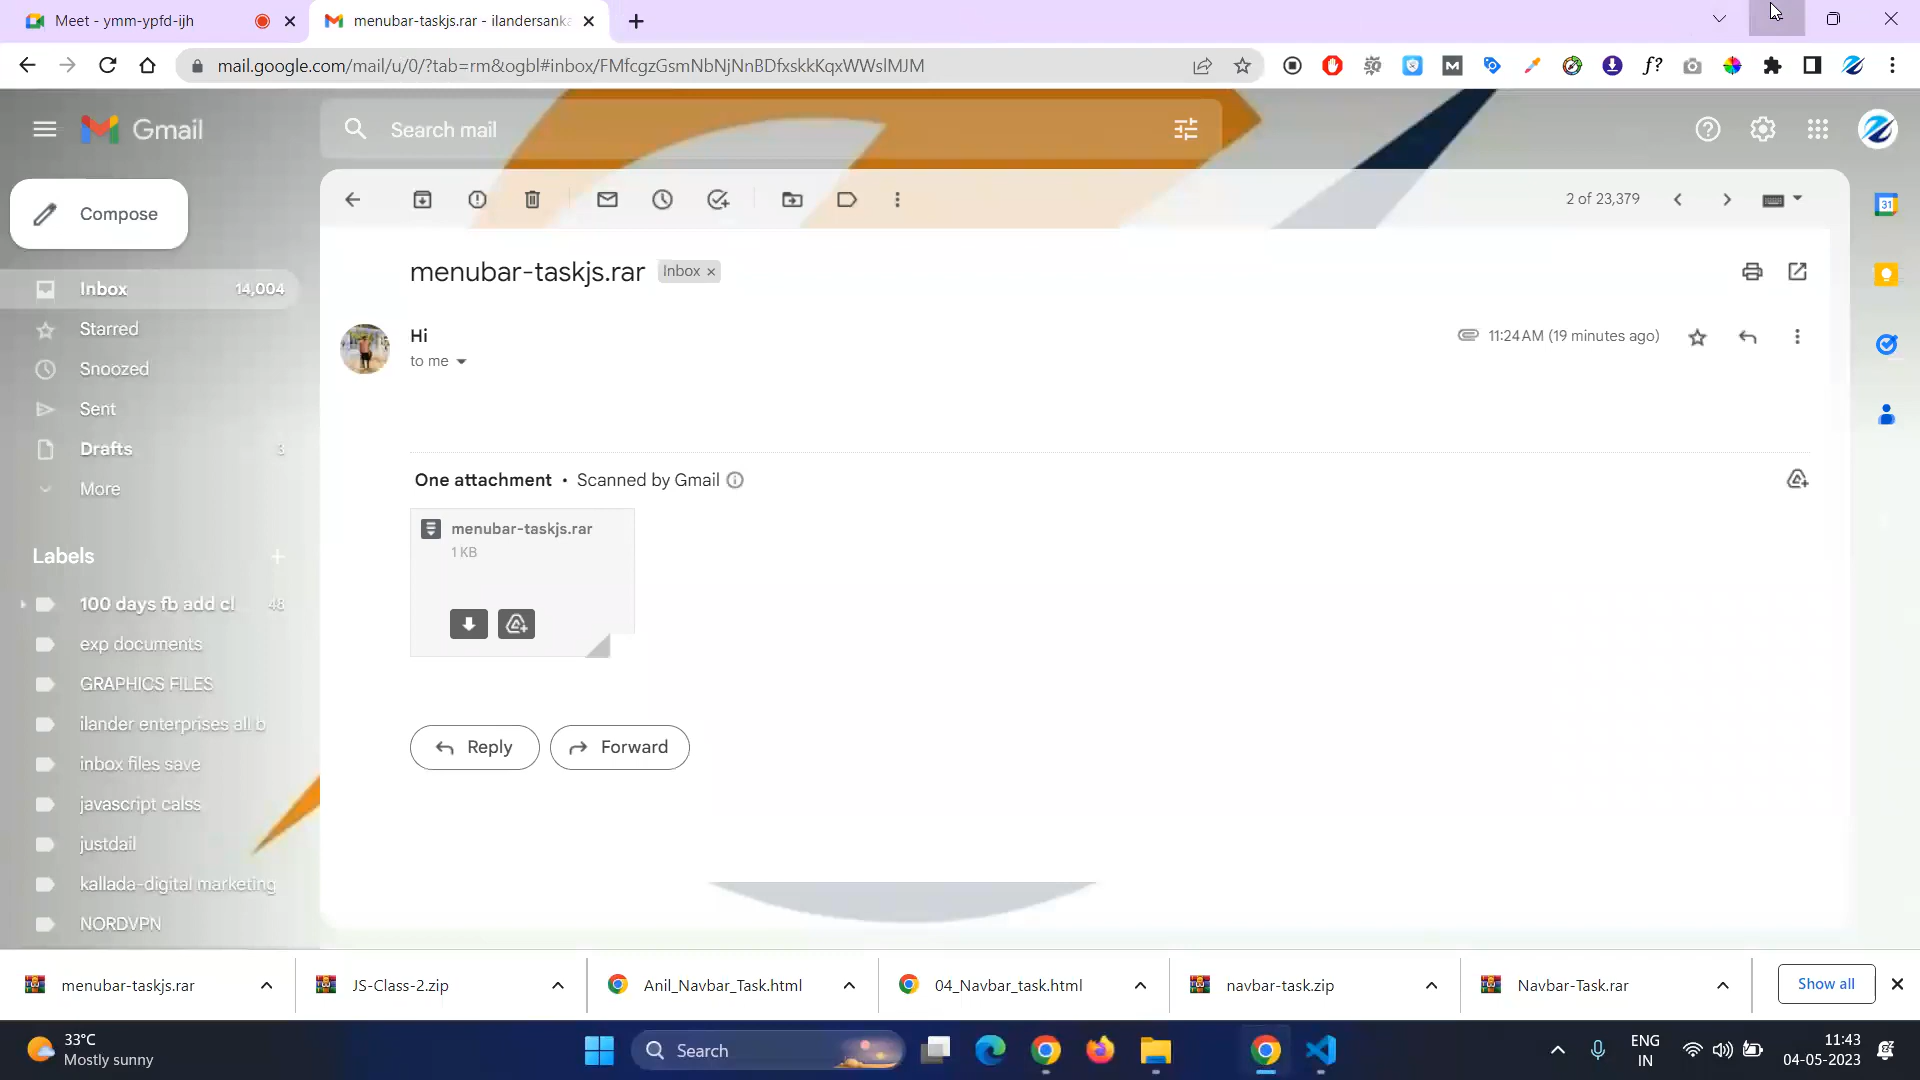 Meet - ymm-ypfd-ijh
menubar-taskjs.rar - ilandersanka
mail.google.com/mail/u/0/?tab=rm&ogbl#inbox/FMfcgzGsmNbNjNnBDfxskkKqxWWslMJM
Gmail
Search mail
Compose
2 of 23,379
menubar-taskjs.rar Inbox ×
Inbox 14,004
Starred
Snoozed
Sent
Drafts 3
More
Hi
to me
11:24 AM (19 minutes ago)
One attachment • Scanned by Gmail
menubar-taskjs.rar
1 KB
Labels
100 days fb add cl 48
exp documents
GRAPHICS FILES
ilander enterprises all b
inbox files save
javascript calss
justdail
kallada-digital marketing
NORDVPN
Reply Forward
menubar-taskjs.rar JS-Class-2.zip Anil_Navbar_Task.html 04_Navbar_task.html navbar-task.zip Navbar-Task.rar Show all
33°C
Mostly sunny
Search
ENG
IN
11:43
04-05-2023